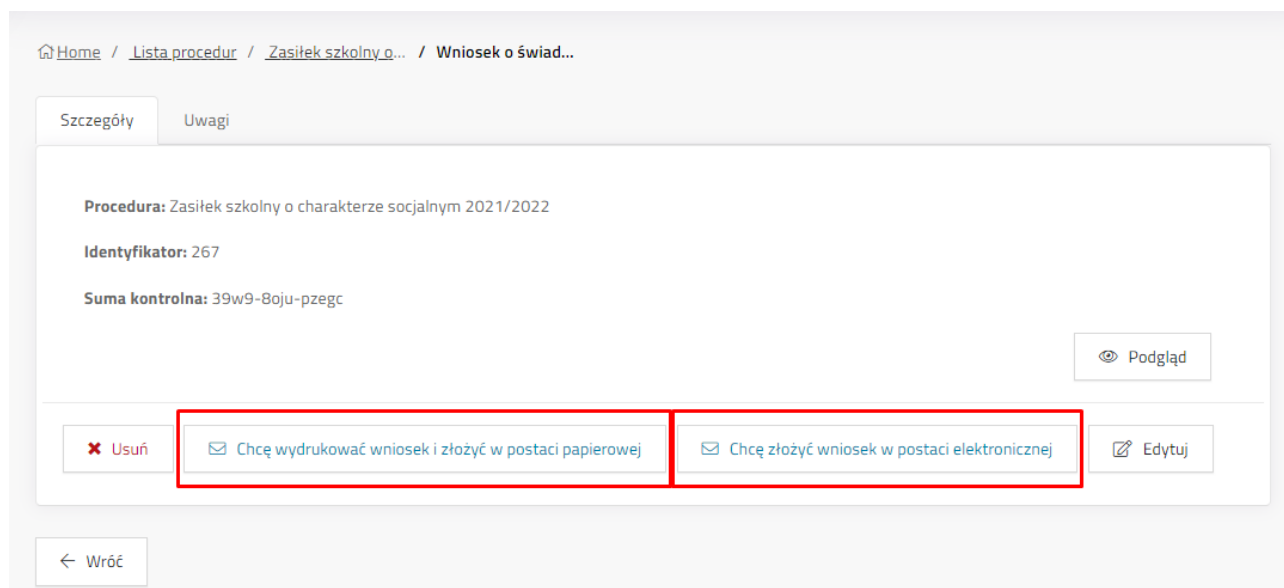 Home / Lista procedur / Zasiłek szkolny o... / Wniosek o świad...
Szczegóły Uwagi
Procedura: Zasiłek szkolny o charakterze socjalnym 2021/2022
Identyfikator: 267
Suma kontrolna: 39w9-8oju-pzegc
Podgląd
Usuń Chcę wydrukować wniosek i złożyć w postaci papierowej Chcę złożyć wniosek w postaci elektronicznej Edytuj
Wróć